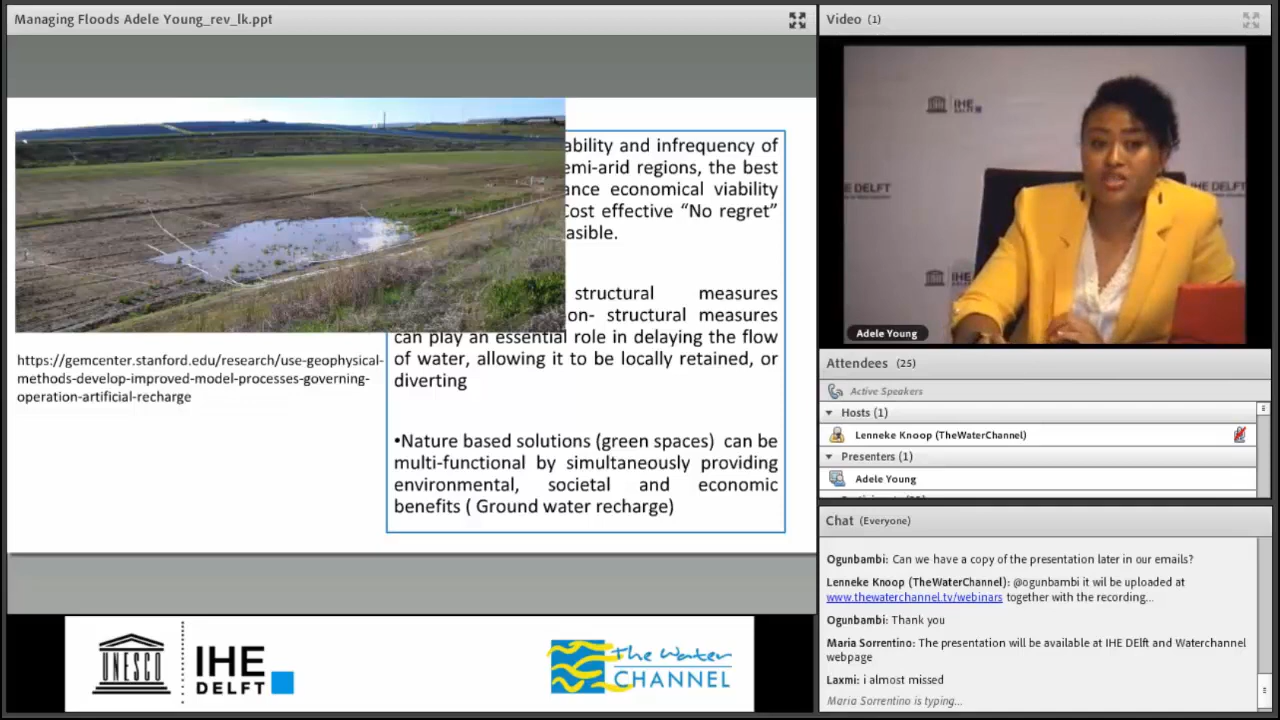 Managing Floods Adele Young_rev_lk.ppt
ability and infrequency of
emi-arid regions, the best
ance economical viability
Cost effective “No regret”
asible.
structural measures
on- structural measures
can play an essential role in delaying the flow
of water, allowing it to be locally retained, or
diverting
•Nature based solutions (green spaces) can be
multi-functional by simultaneously providing
environmental, societal and economic
benefits ( Ground water recharge)
https://gemcenter.stanford.edu/research/use-geophysical-
methods-develop-improved-model-processes-governing-
operation-artificial-recharge
UNESCO
IHE
DELFT
the Water
CHANNEL
Video (1)
IHE
E DELFT
IHE DELFT
IHE
DELFT
Adele Young
Attendees (25)
Active Speakers
Hosts (1)
Lenneke Knoop (TheWaterChannel)
Presenters (1)
Adele Young
Chat (Everyone)
Ogunbambi: Can we have a copy of the presentation later in our emails?
Lenneke Knoop (TheWaterChannel): @ogunbambi it wil be uploaded at
www.thewaterchannel.tv/webinars together with the recording...
Ogunbambi: Thank you
Maria Sorrentino: The presentation will be available at IHE DElft and Waterchannel
webpage
Laxmi: i almost missed
Maria Sorrentino is typing...